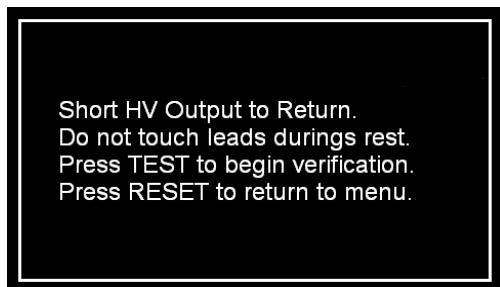 Short HV Output to Return.
Do not touch leads durings rest.
Press TEST to begin verification.
Press RESET to return to menu.